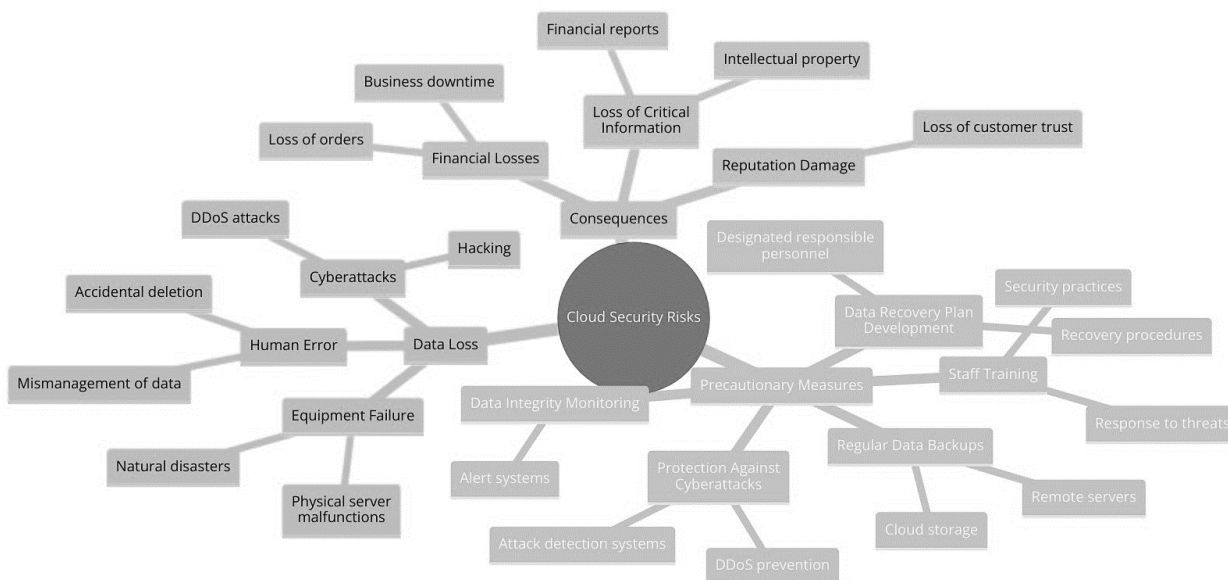 Financial reports
Intellectual property
Business downtime
Loss of Critical
Information
Loss of customer trust
Loss of orders
Financial Losses
Reputation Damage
DDoS attacks
Consequences
Designated responsible
personnel
Hacking
Cyberattacks
Security practices
Accidental deletion
Cloud Security Risks
Data Recovery Plan
Development
Recovery procedures
Human Error
Data Loss
Staff Training
Mismanagement of data
Precautionary Measures
Data Integrity Monitoring
Equipment Failure
Response to threats
Regular Data Backups
Natural disasters
Protection Against
Cyberattacks
Alert systems
Remote servers
Physical server
malfunctions
Cloud storage
Attack detection systems
DDoS prevention